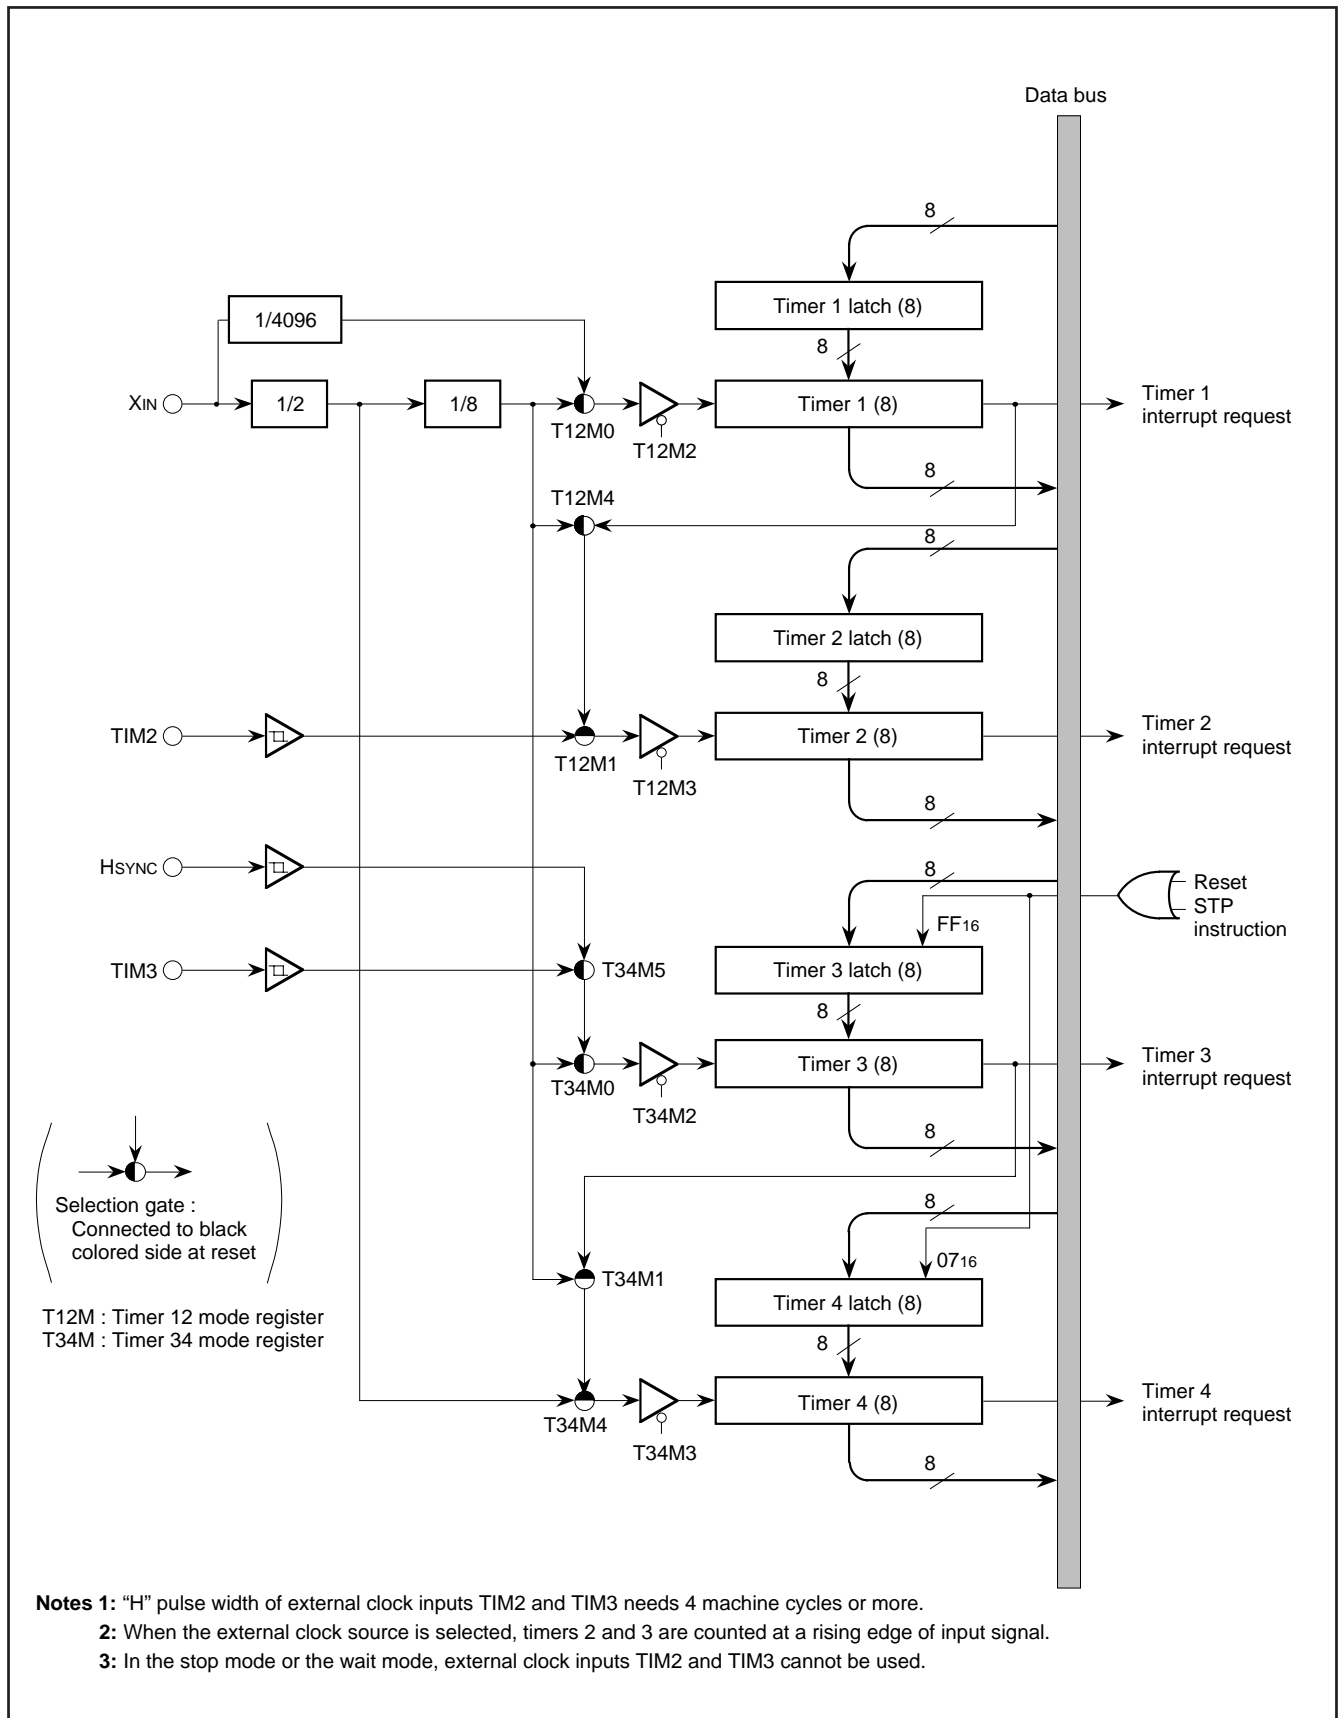 Data bus
8
Timer 1 latch (8)
1/4096
8
XIN
1/2
1/8
T12M0
T12M2
Timer 1 (8)
Timer 1
interrupt request
8
T12M4
8
Timer 2 latch (8)
8
TIM2
T12M1
T12M3
Timer 2 (8)
Timer 2
interrupt request
8
HSYNC
8
Reset
STP
instruction
FF16
TIM3
T34M5
Timer 3 latch (8)
8
T34M0
T34M2
Timer 3 (8)
Timer 3
interrupt request
8
Selection gate :
Connected to black
colored side at reset
8
0716
T34M1
Timer 4 latch (8)
T12M : Timer 12 mode register
T34M : Timer 34 mode register
8
T34M4
T34M3
Timer 4 (8)
Timer 4
interrupt request
8
Notes 1: “H” pulse width of external clock inputs TIM2 and TIM3 needs 4 machine cycles or more.
2: When the external clock source is selected, timers 2 and 3 are counted at a rising edge of input signal.
3: In the stop mode or the wait mode, external clock inputs TIM2 and TIM3 cannot be used.